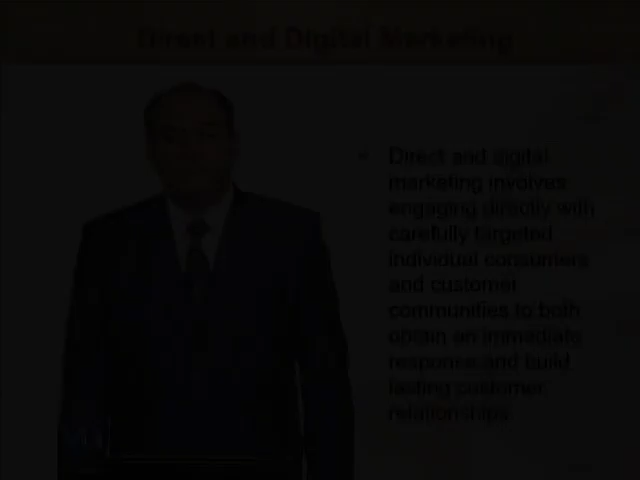 Direct and Digital Marketing
Direct and digital
marketing involves
engaging directly with
carefully targeted
individual consumers
and customer
communities to both
obtain an immediate
response and build
lasting customer
relationships